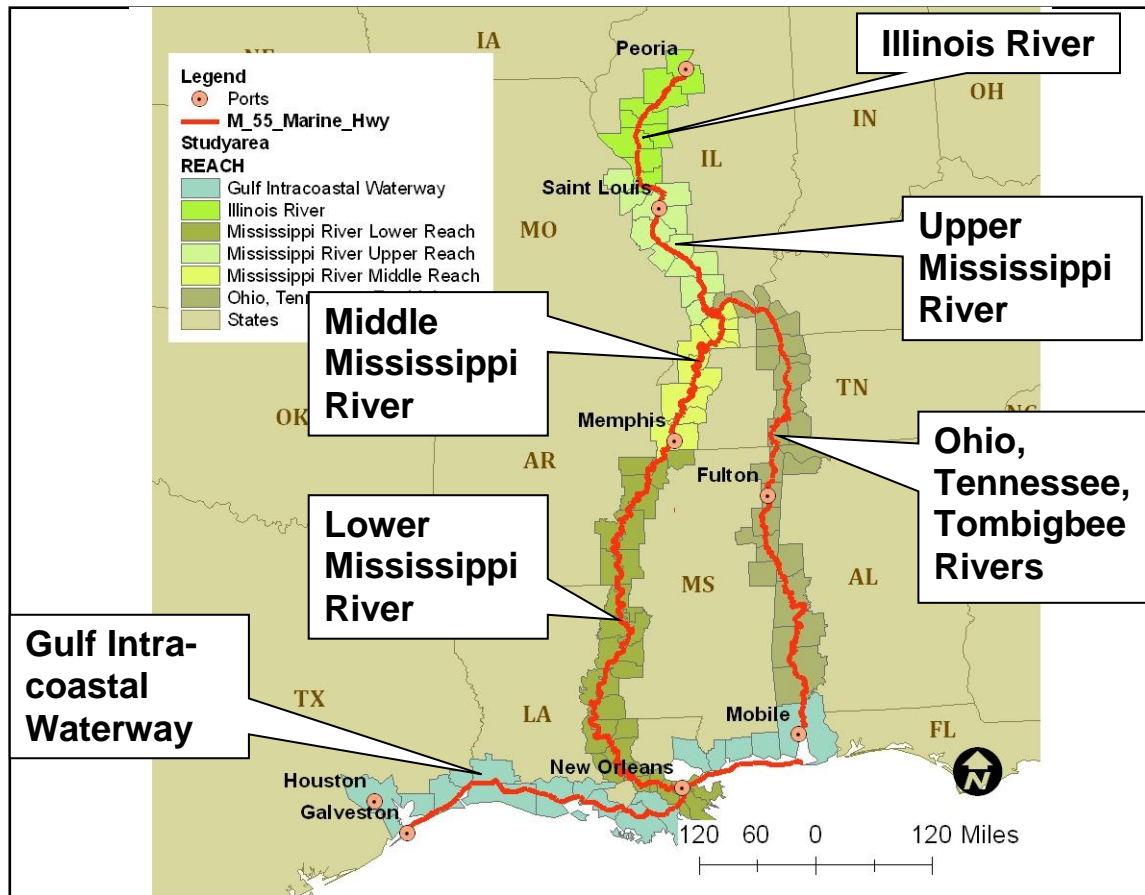 IA
Peoria
Illinois River
OH
IN
Legend
Ports
M_55_Marine_Hwy
Studyarea
REACH
Gulf Intracoastal Waterway
Illinois River
Mississippi River Lower Reach
Mississippi River Upper Reach
Mississippi River Middle Reach
Ohio,
States
IL
Saint Louis
MO
Upper
Mississippi
River
Middle
Mississippi
River
TN
OK
Memphis
AR
Fulton
Ohio,
Tennessee,
Tombigbee
Rivers
Lower
Mississippi
River
MS
AL
Gulf Intra-
coastal
Waterway
TX
LA
Mobile
FL
New Orleans
Houston
Galveston
N
120 60 0 120 Miles